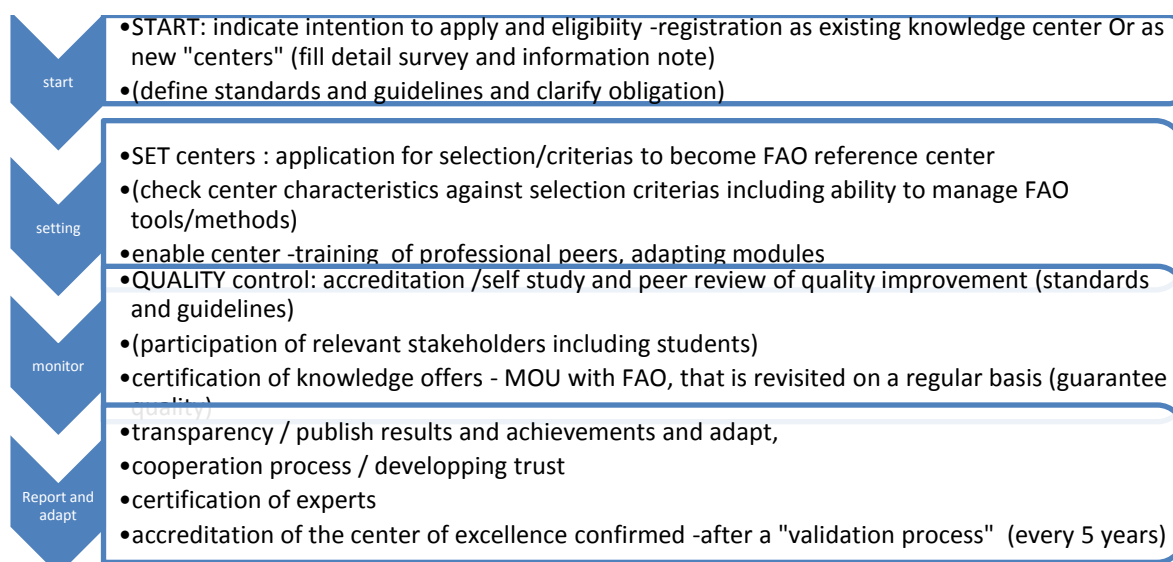 start
•START: indicate intention to apply and eligibiity -registration as existing knowledge center Or as
new "centers" (fill detail survey and information note)
•(define standards and guidelines and clarify obligation)
setting
•SET centers : application for selection/criterias to become FAO reference center
•(check center characteristics against selection criterias including ability to manage FAO
tools/methods)
•enable center -training of professional peers, adapting modules
monitor
•QUALITY control: accreditation /self study and peer review of quality improvement (standards
and guidelines)
•(participation of relevant stakeholders including students)
•certification of knowledge offers - MOU with FAO, that is revisited on a regular basis (guarantee
quality)
Report and
adapt
•transparency / publish results and achievements and adapt,
•cooperation process / developping trust
•certification of experts
•accreditation of the center of excellence confirmed -after a "validation process" (every 5 years)